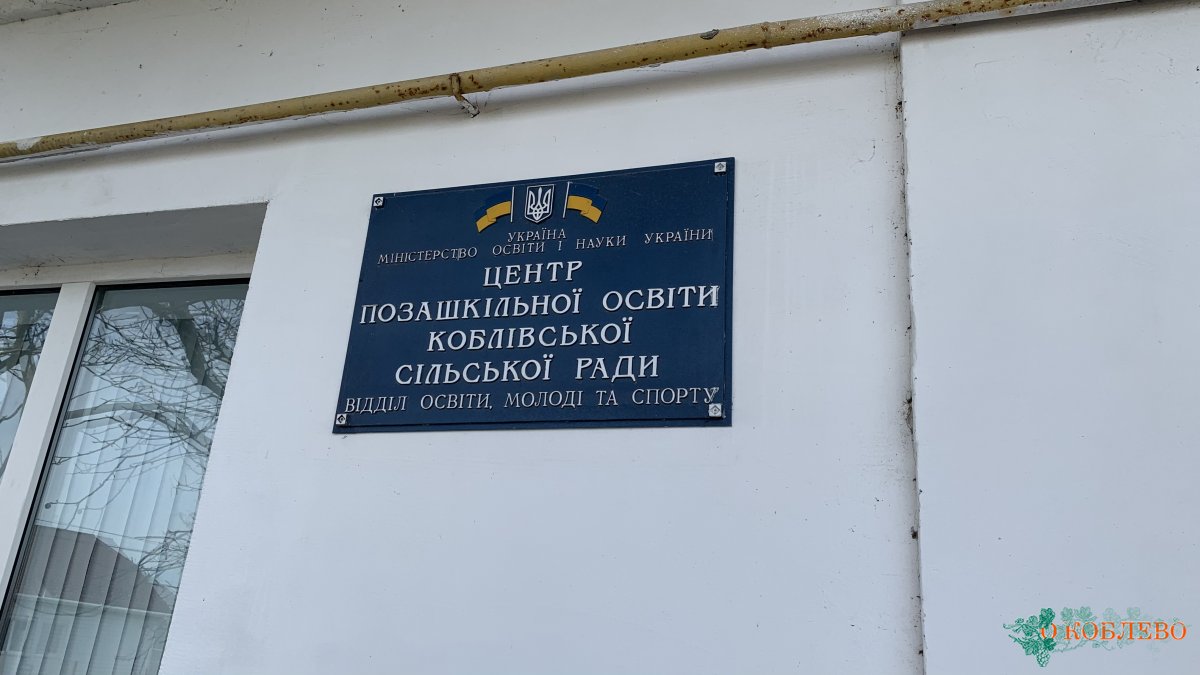 УКРАЇНА
МІНІСТЕРСТВО ОСВІТИ І НАУКИ УКРАЇНИ
ЦЕНТР
ПОЗАШКІЛЬНОЇ ОСВІТИ
КОБЛІВСЬКОЇ
СІЛЬСЬКОЇ РАДИ
ВІДДІЛ ОСВІТИ, МОЛОДІ ТА СПОРТУ
О КОБЛЕВО